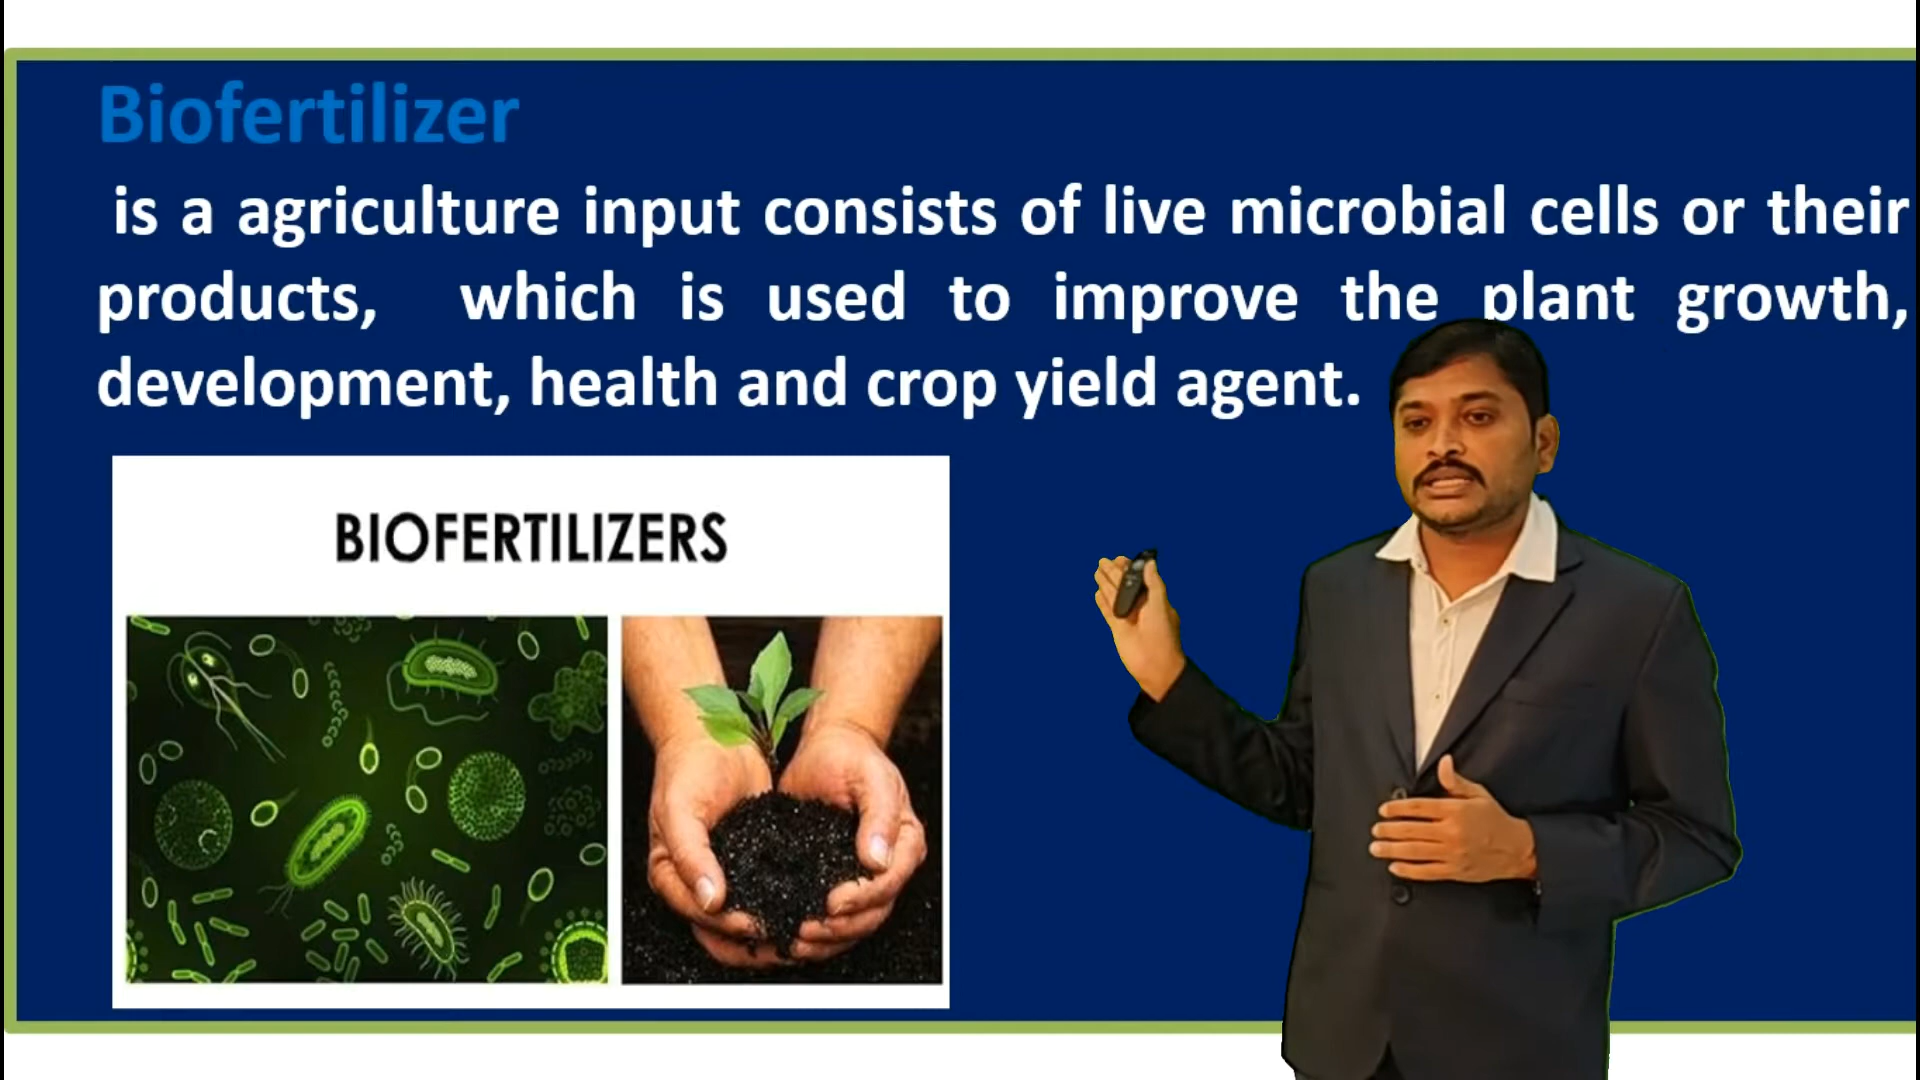 Biofertilizer
is a agriculture input consists of live microbial cells or their
products, which is used to improve the plant growth,
development, health and crop yield agent.
BIOFERTILIZERS